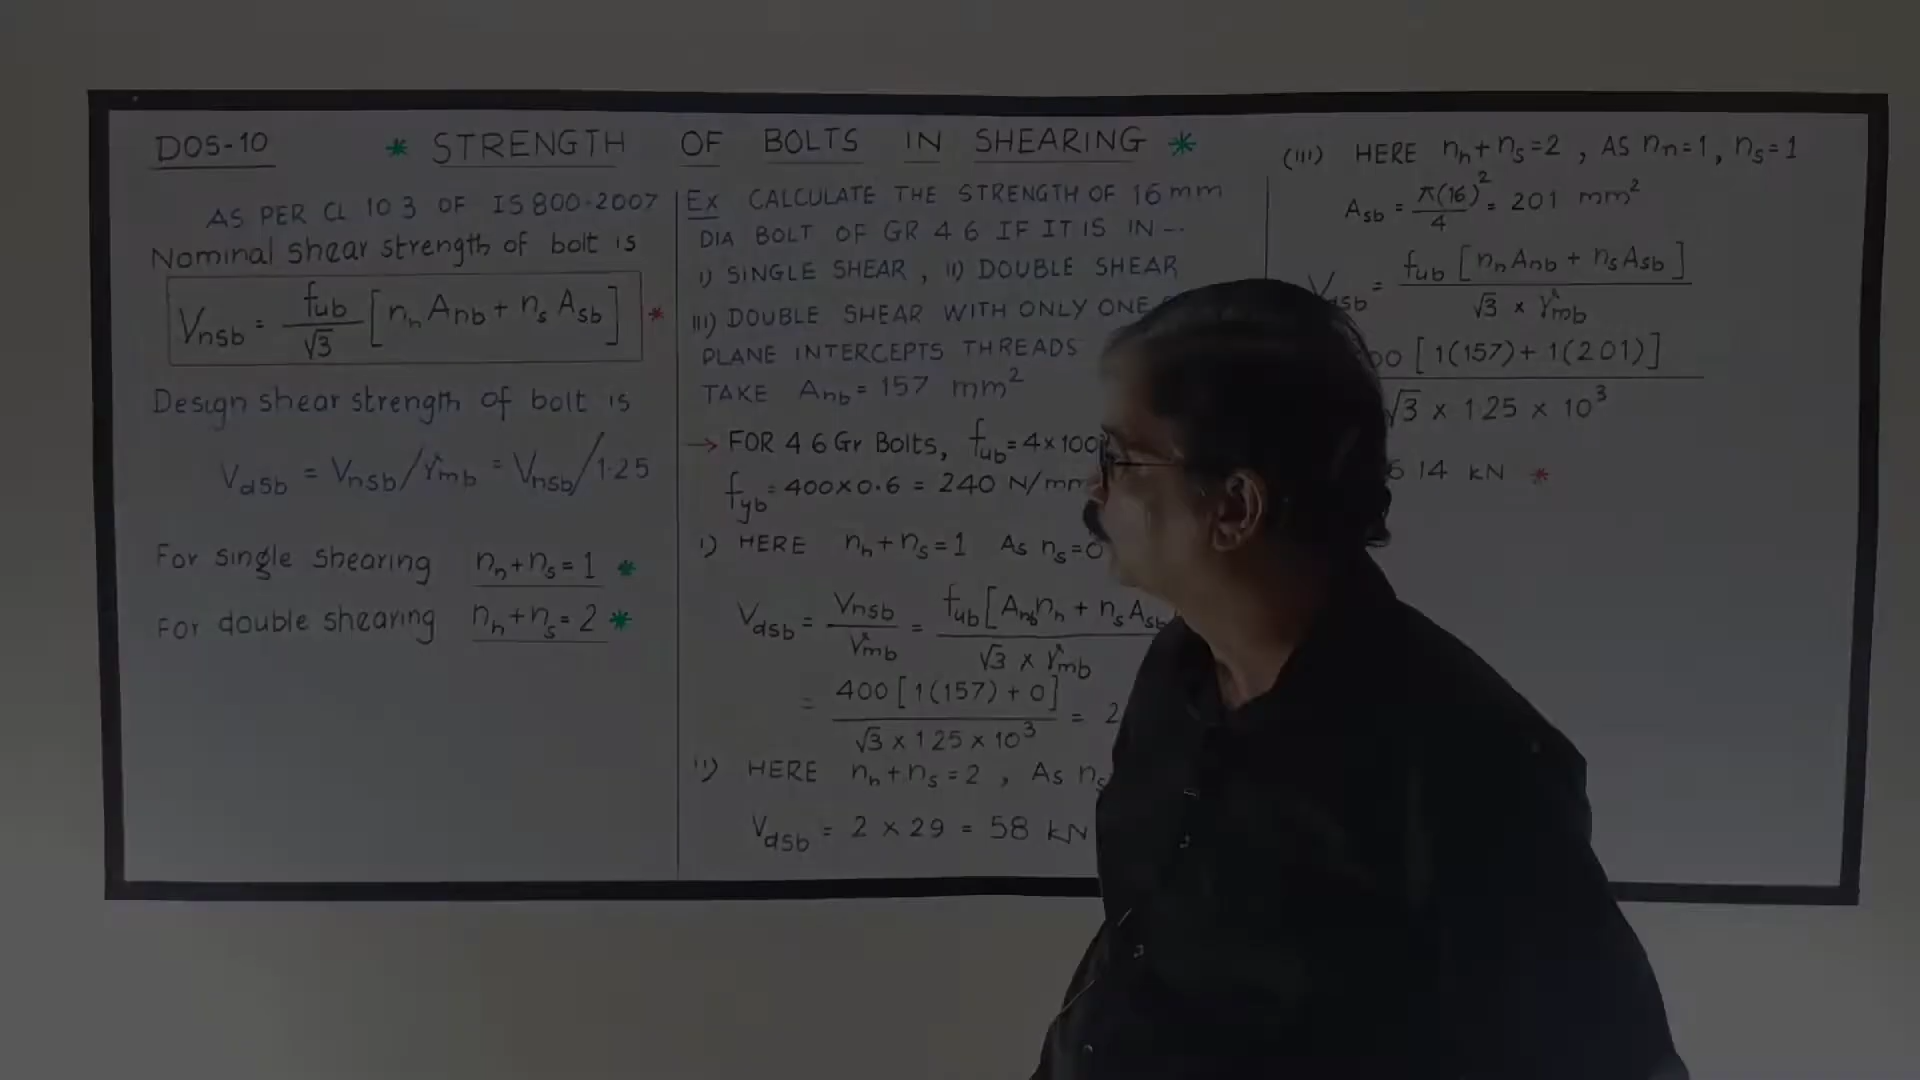 DOS-10
* STRENGTH OF BOLTS IN SHEARING *
AS PER CL 10 3 OF IS 800-2007
Nominal shear strength of bolt is
Vnsb = fub/√3 [nn Anb + ns Asb] *
Design shear strength of bolt is
Vdsb = Vnsb/γmb = Vnsb/1.25
For single shearing nn+ns=1 *
For double shearing nn+ns=2 *
Ex CALCULATE THE STRENGTH OF 16 mm
DIA BOLT OF GR 4 6 IF IT IS IN --
I) SINGLE SHEAR, II) DOUBLE SHEAR
III) DOUBLE SHEAR WITH ONLY ONE
PLANE INTERCEPTS THREADS
TAKE Anb = 157 mm²
→ FOR 4 6 Gr Bolts, fub = 4×100
fyb = 400×0.6 = 240 N/mm
I) HERE nn+ns=1 As ns=0
Vdsb = Vnsb/γmb = fub [Anb nn + ns Asb/√3 × γmb
= 400 [1(157) + 0]/√3 × 1 25 × 10³ = 2
II) HERE nn+ns=2, As ns
Vdsb = 2 × 29 = 58 kN
(III) HERE nn+ns=2, AS nn=1, ns=1
Asb = π(16)²/4 = 201 mm²
Vdsb = fub [nn Anb + ns Asb]/√3 × γmb
00 [1(157) + 1(201)]/√3 × 1 25 × 10³
6 14 kN *